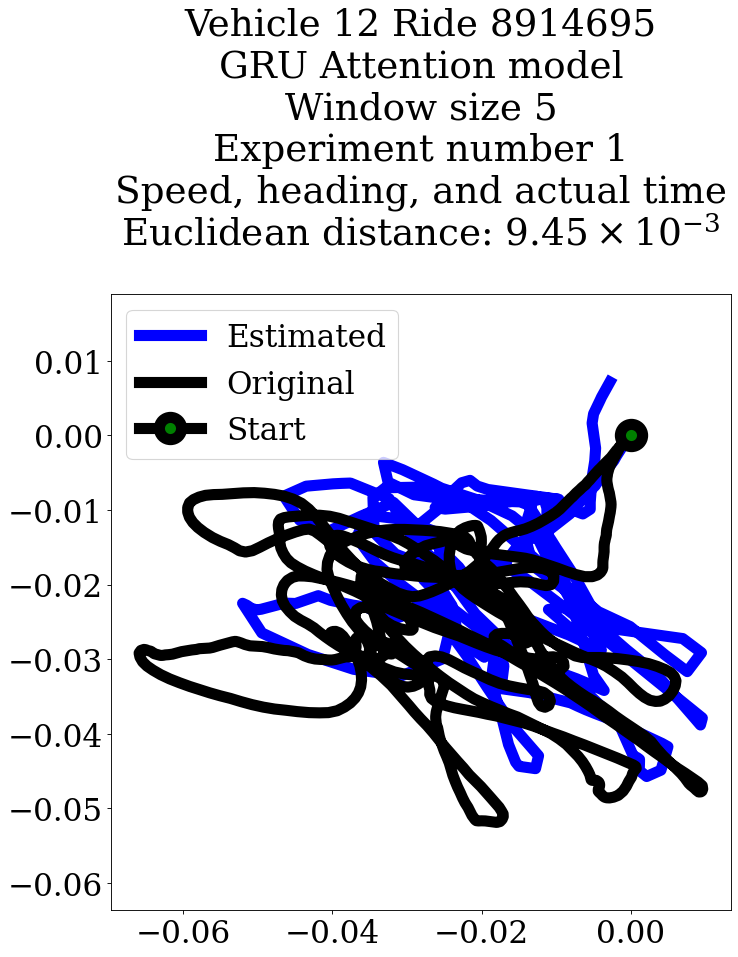 Vehicle 12 Ride 8914695
GRU Attention model
Window size 5
Experiment number 1
Speed, heading, and actual time
Euclidean distance: 9.45 × 10⁻³
Estimated
Original
Start
0.01
0.00
−0.01
−0.02
−0.03
−0.04
−0.05
−0.06
−0.06 −0.04 −0.02 0.00